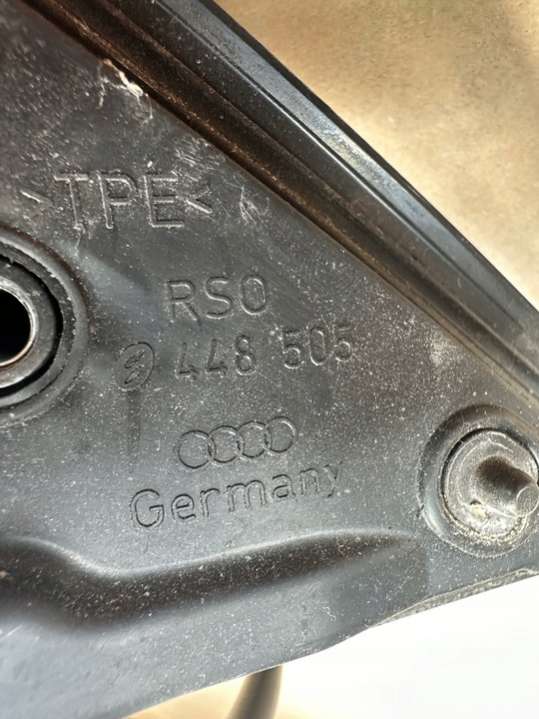 >TPE<
RSO
448 505
Germany